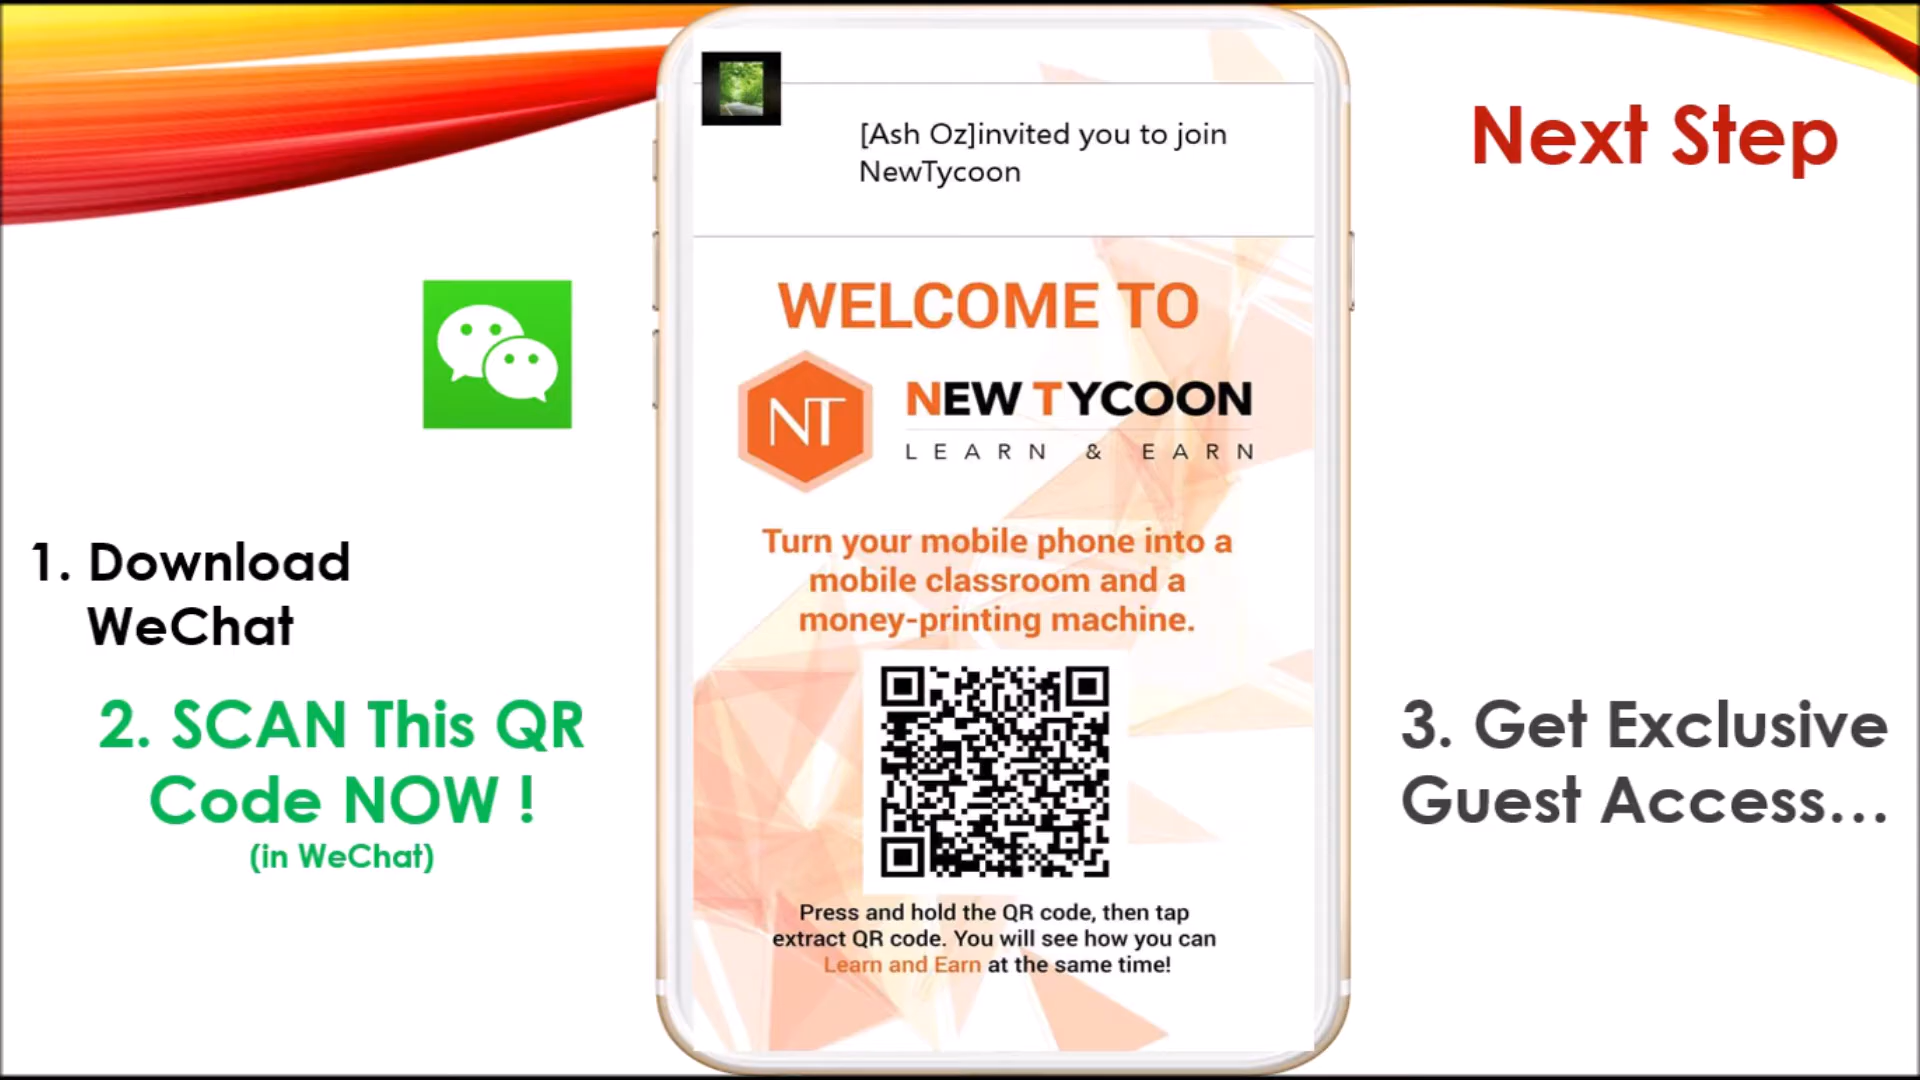 Next Step
[Ash Oz]invited you to join
NewTycoon
WELCOME TO
NT
NEW TYCOON
LEARN & EARN
Turn your mobile phone into a
mobile classroom and a
money-printing machine.
Press and hold the QR code, then tap
extract QR code. You will see how you can
Learn and Earn at the same time!
1. Download
WeChat
2. SCAN This QR
Code NOW !
(in WeChat)
3. Get Exclusive
Guest Access...